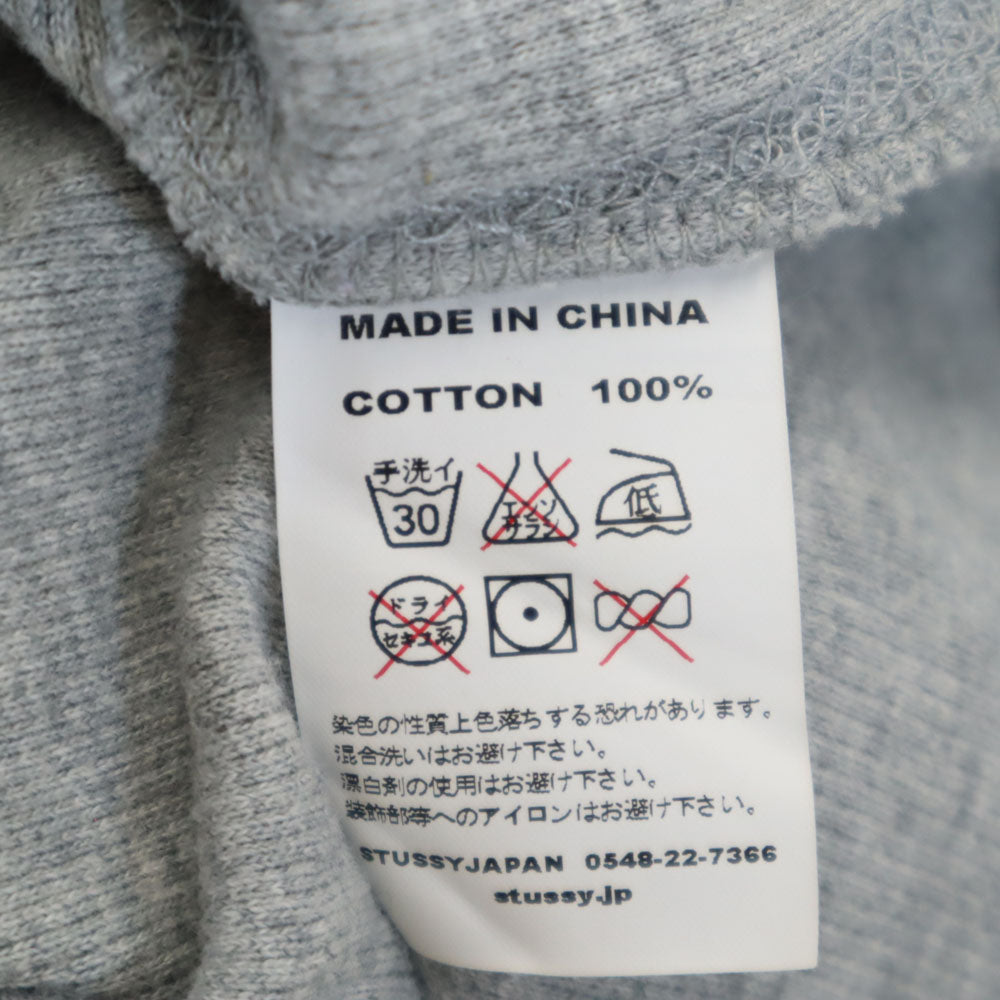 MADE IN CHINA
COTTON 100%
手洗イ
30
エンソ
サラシ
低
ドライ
セキユ系
染色の性質上色落ちする恐れがあります。
混合洗いはお避け下さい。
漂白剤の使用はお避け下さい。
装飾部等へのアイロンはお避け下さい。
STUSSYJAPAN 0548-22-7366
stussy.jp